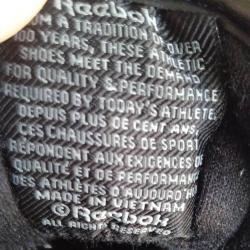 Reebok
FROM A TRADITION OF OVER
100 YEARS, THESE ATHLETIC
SHOES MEET THE DEMAND
FOR QUALITY & PERFORMANCE
REQUIRED BY TODAY'S ATHLETE.
DEPUIS PLUS DE CENT ANS,
CES CHAUSSURES DE SPORT
RÉPONDENT AUX EXIGENCES DE
QUALITÉ ET DE PERFORMANCE
DES ATHLÈTES D'AUJOURD'HUI
MADE IN VIETNAM
© Reebok
ALL RIGHTS RESERVED